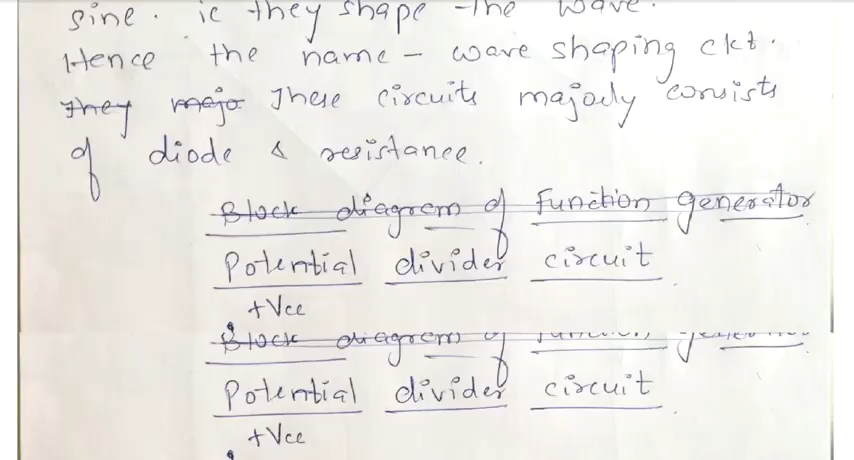 sine. ie they shape the wave.
Hence the name - wave shaping ckt.
They majo. These circuits majorly consists
of diode & resistance.
Block diagram of Function generator
Potential divider circuit
+Vcc
Block diagram of function
Potential divider circuit
+Vcc